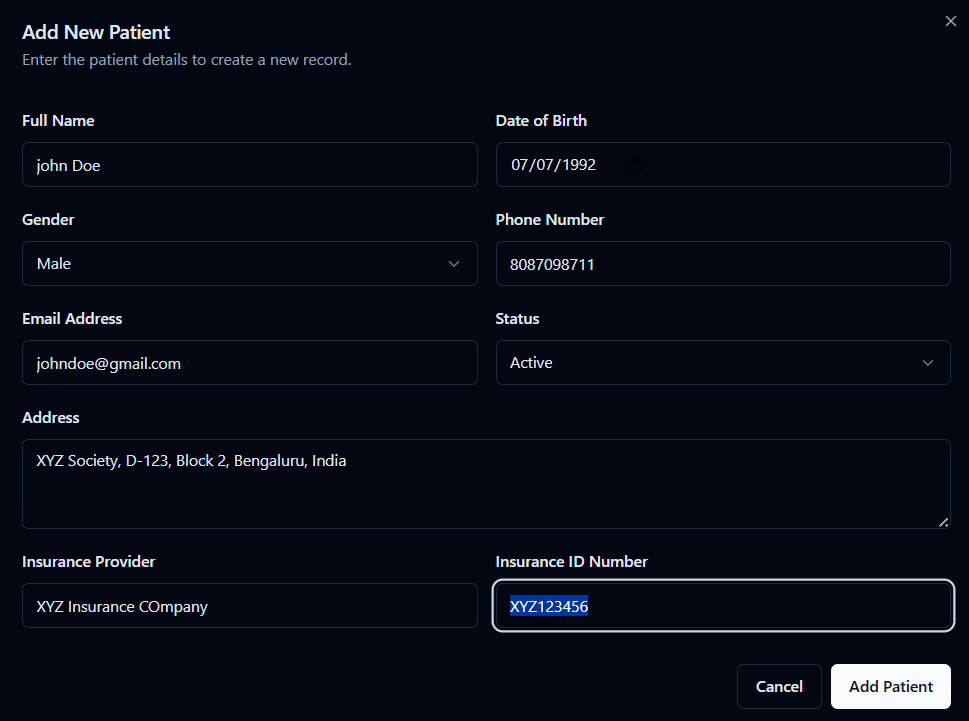 Add New Patient
Enter the patient details to create a new record.
Full Name
john Doe
Date of Birth
07/07/1992
Gender
Male
Phone Number
8087098711
Email Address
johndoe@gmail.com
Status
Active
Address
XYZ Society, D-123, Block 2, Bengaluru, India
Insurance Provider
XYZ Insurance COmpany
Insurance ID Number
XYZ123456
Cancel
Add Patient